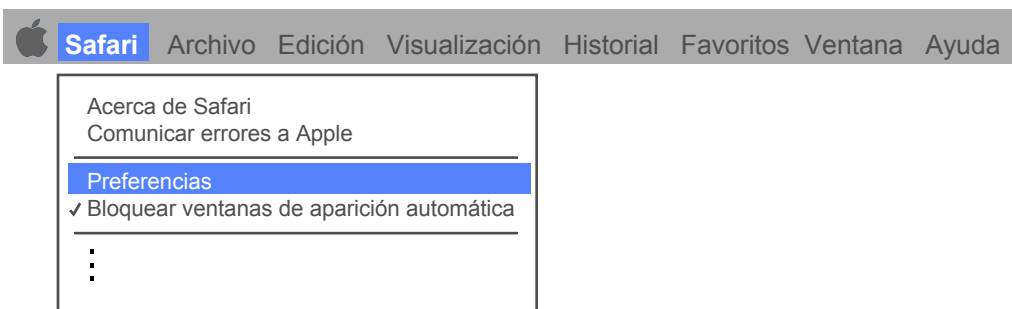 Safari Archivo Edición Visualización Historial Favoritos Ventana Ayuda
Acerca de Safari
Comunicar errores a Apple
Preferencias
✓ Bloquear ventanas de aparición automática